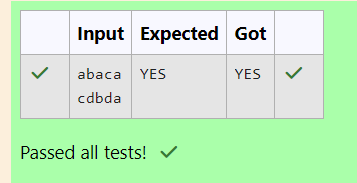 Input Expected Got
abaca YES YES
cdbda
Passed all tests!